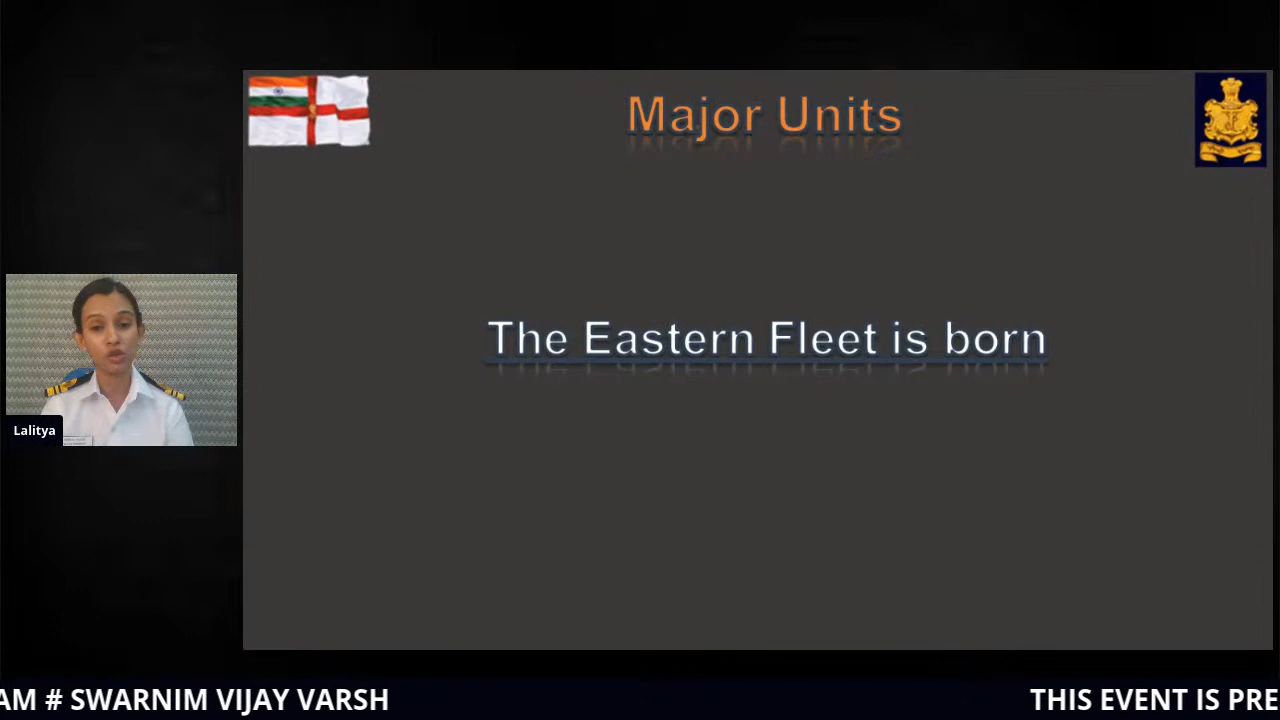 Major Units
The Eastern Fleet is born
Lalitya
AM # SWARNIM VIJAY VARSH
THIS EVENT IS PRE